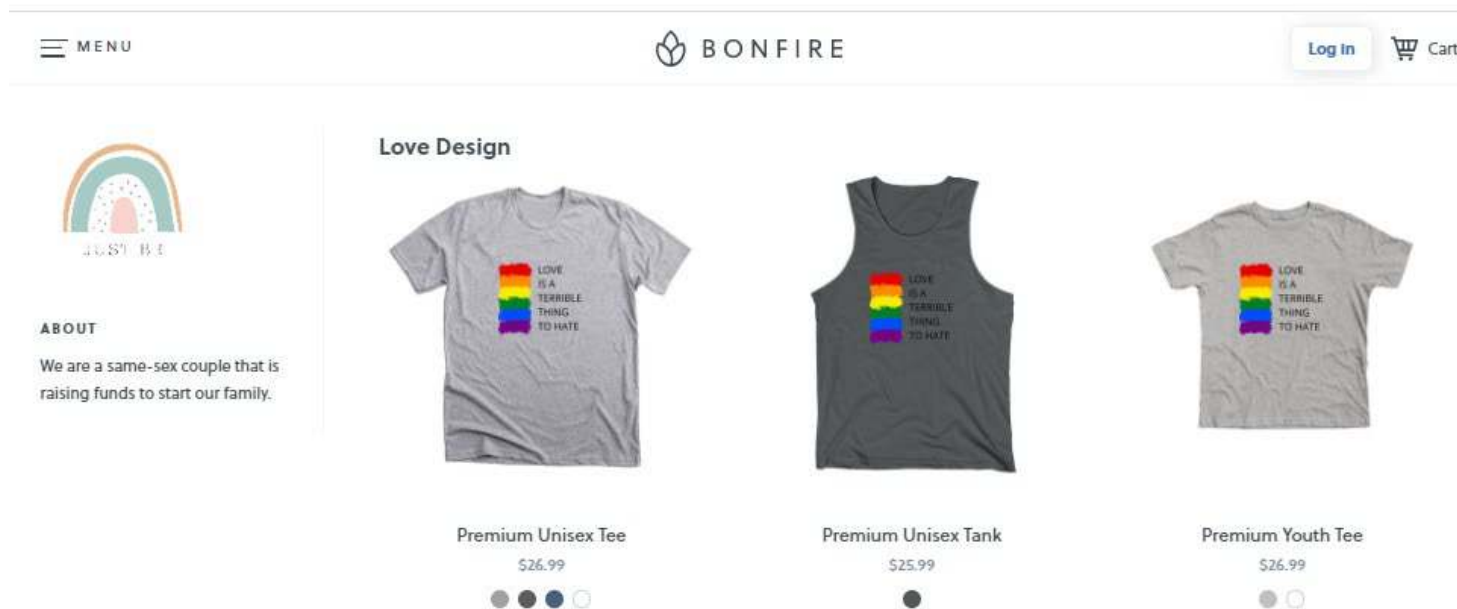 MENU
BONFIRE
Log in
Cart
JUST BE
ABOUT
We are a same-sex couple that is
raising funds to start our family.
Love Design
LOVE
IS A
TERRIBLE
THING
TO HATE
LOVE
IS A
TERRIBLE
THING
TO HATE
LOVE
IS A
TERRIBLE
THING
TO HATE
Premium Unisex Tee
$26.99
Premium Unisex Tank
$25.99
Premium Youth Tee
$26.99